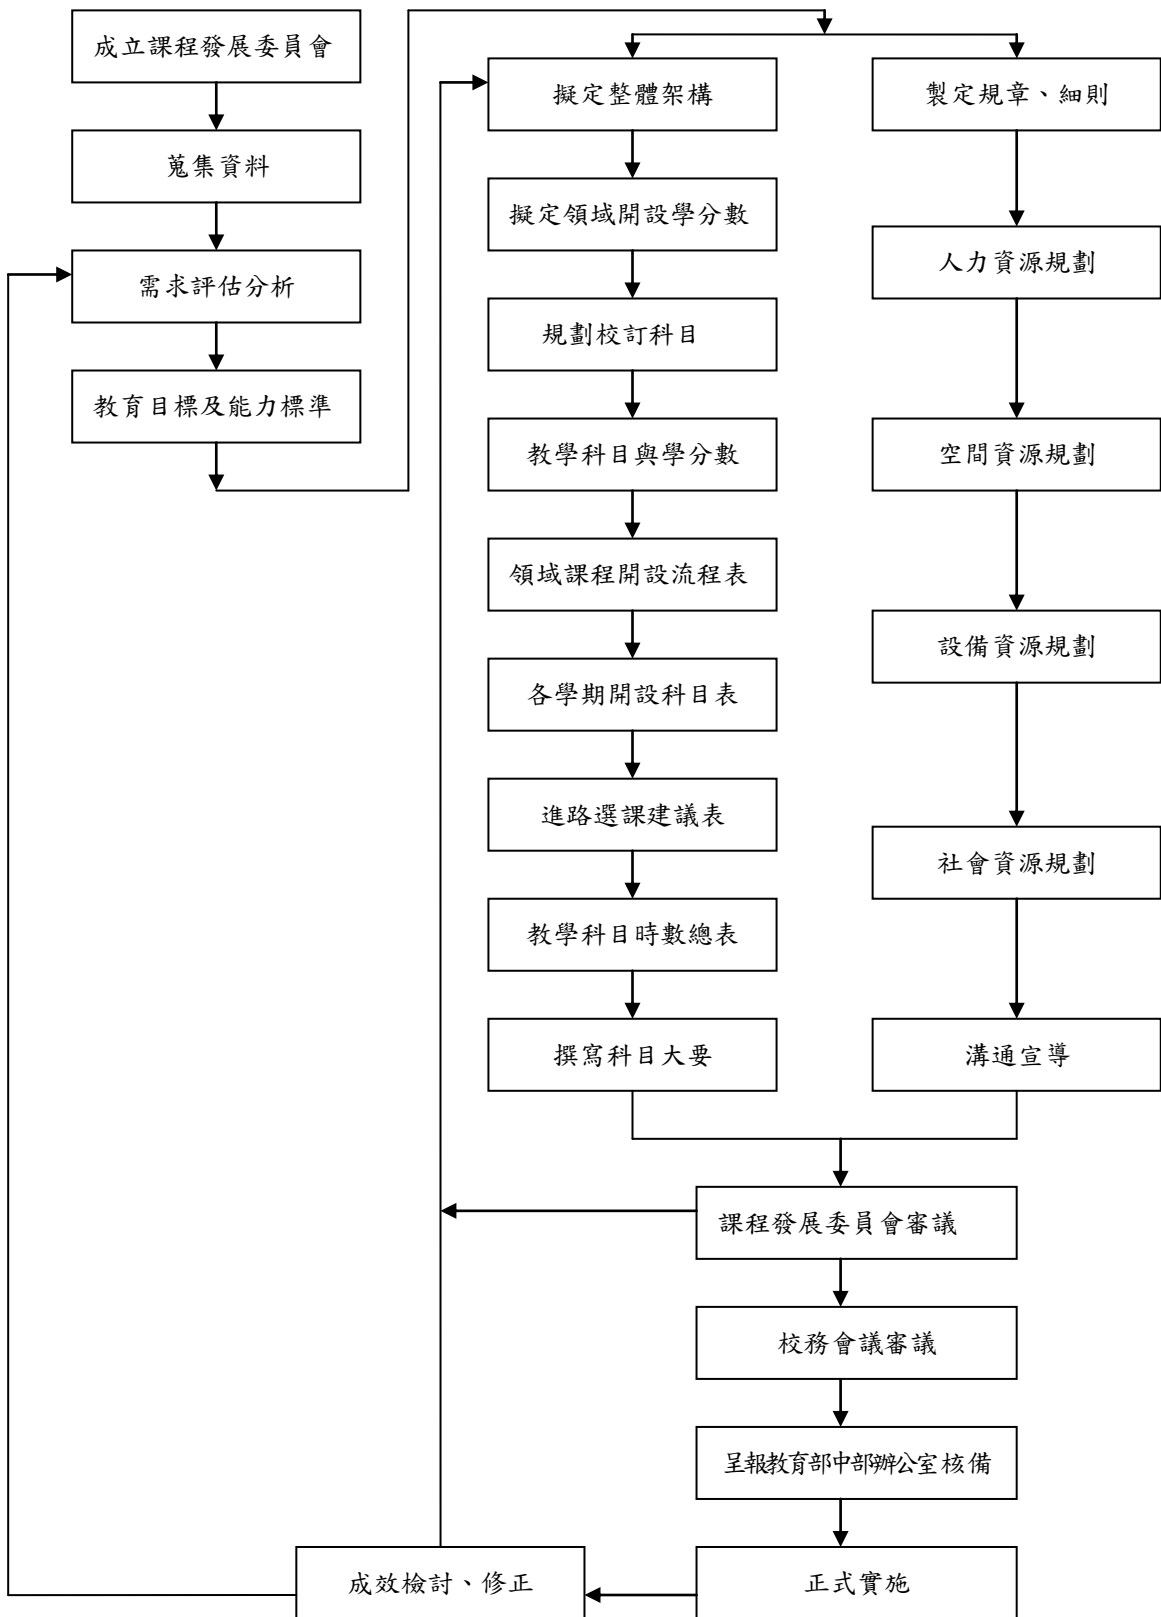 成立課程發展委員會
蒐集資料
需求評估分析
教育目標及能力標準
擬定整體架構
擬定領域開設學分數
規劃校訂科目
教學科目與學分數
領域課程開設流程表
各學期開設科目表
進路選課建議表
教學科目時數總表
撰寫科目大要
製定規章、細則
人力資源規劃
空間資源規劃
設備資源規劃
社會資源規劃
溝通宣導
課程發展委員會審議
校務會議審議
呈報教育部中部辦公室核備
正式實施
成效檢討、修正